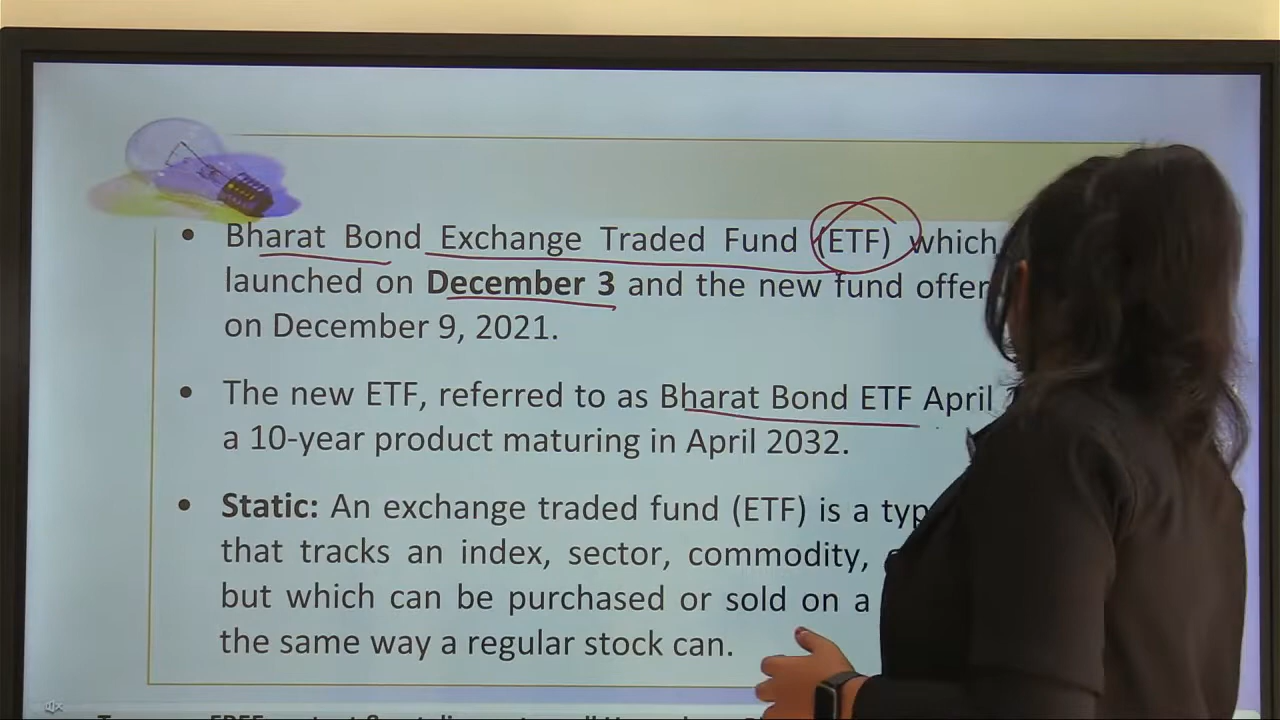 • Bharat Bond Exchange Traded Fund (ETF) which
launched on December 3 and the new fund offer
on December 9, 2021.
• The new ETF, referred to as Bharat Bond ETF April
a 10-year product maturing in April 2032.
• Static: An exchange traded fund (ETF) is a
that tracks an index, sector, commodity,
but which can be purchased or sold on a
the same way a regular stock can.